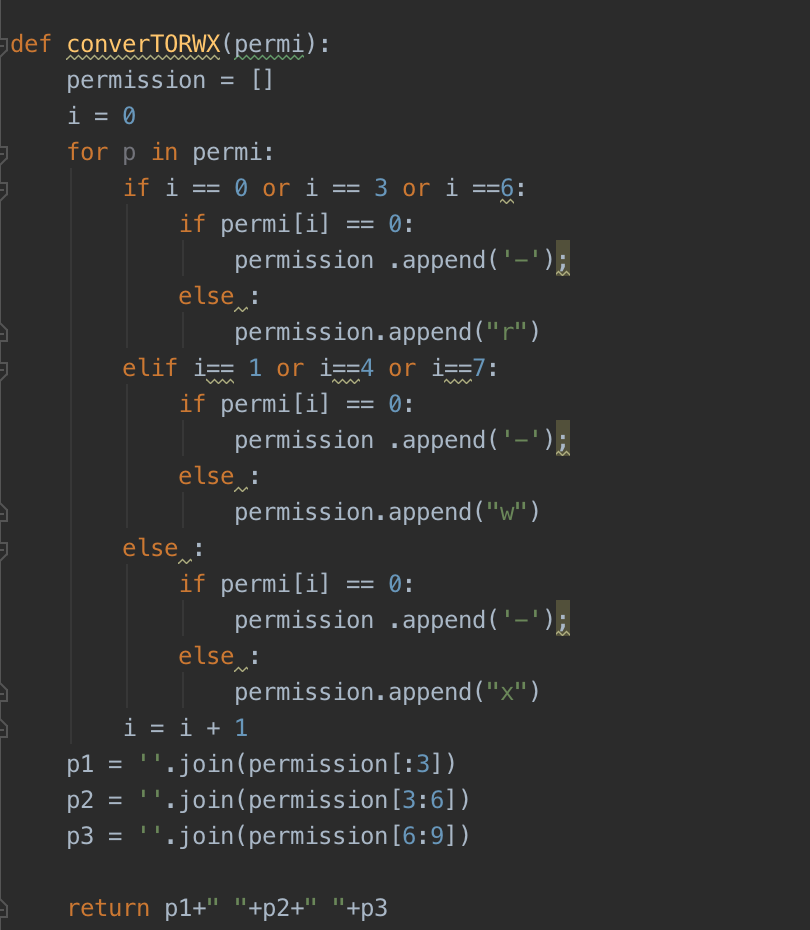 def converTORWX(permi):
    permission = []
    i = 0
    for p in permi:
        if i == 0 or i == 3 or i ==6:
            if permi[i] == 0:
                permission .append('-');
            else :
                permission.append("r")
        elif i== 1 or i==4 or i==7:
            if permi[i] == 0:
                permission .append('-');
            else :
                permission.append("w")
        else :
            if permi[i] == 0:
                permission .append('-');
            else :
                permission.append("x")
        i = i + 1
    p1 = ''.join(permission[:3])
    p2 = ''.join(permission[3:6])
    p3 = ''.join(permission[6:9])

    return p1+" "+p2+" "+p3